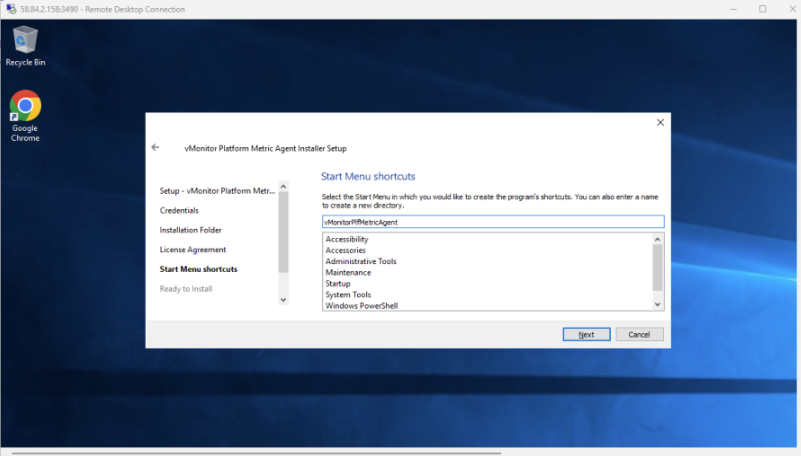 58.84.2.158:3490 - Remote Desktop Connection
Recycle Bin
Google
Chrome
vMonitor Platform Metric Agent Installer Setup
Setup - vMonitor Platform Metr...
Credentials
Installation Folder
License Agreement
Start Menu shortcuts
Ready to Install
Start Menu shortcuts
Select the Start Menu in which you would like to create the program's shortcuts. You can also enter a name
to create a new directory.
vMonitorPlfMetricAgent
Accessibility
Accessories
Administrative Tools
Maintenance
Startup
System Tools
Windows PowerShell
Next
Cancel